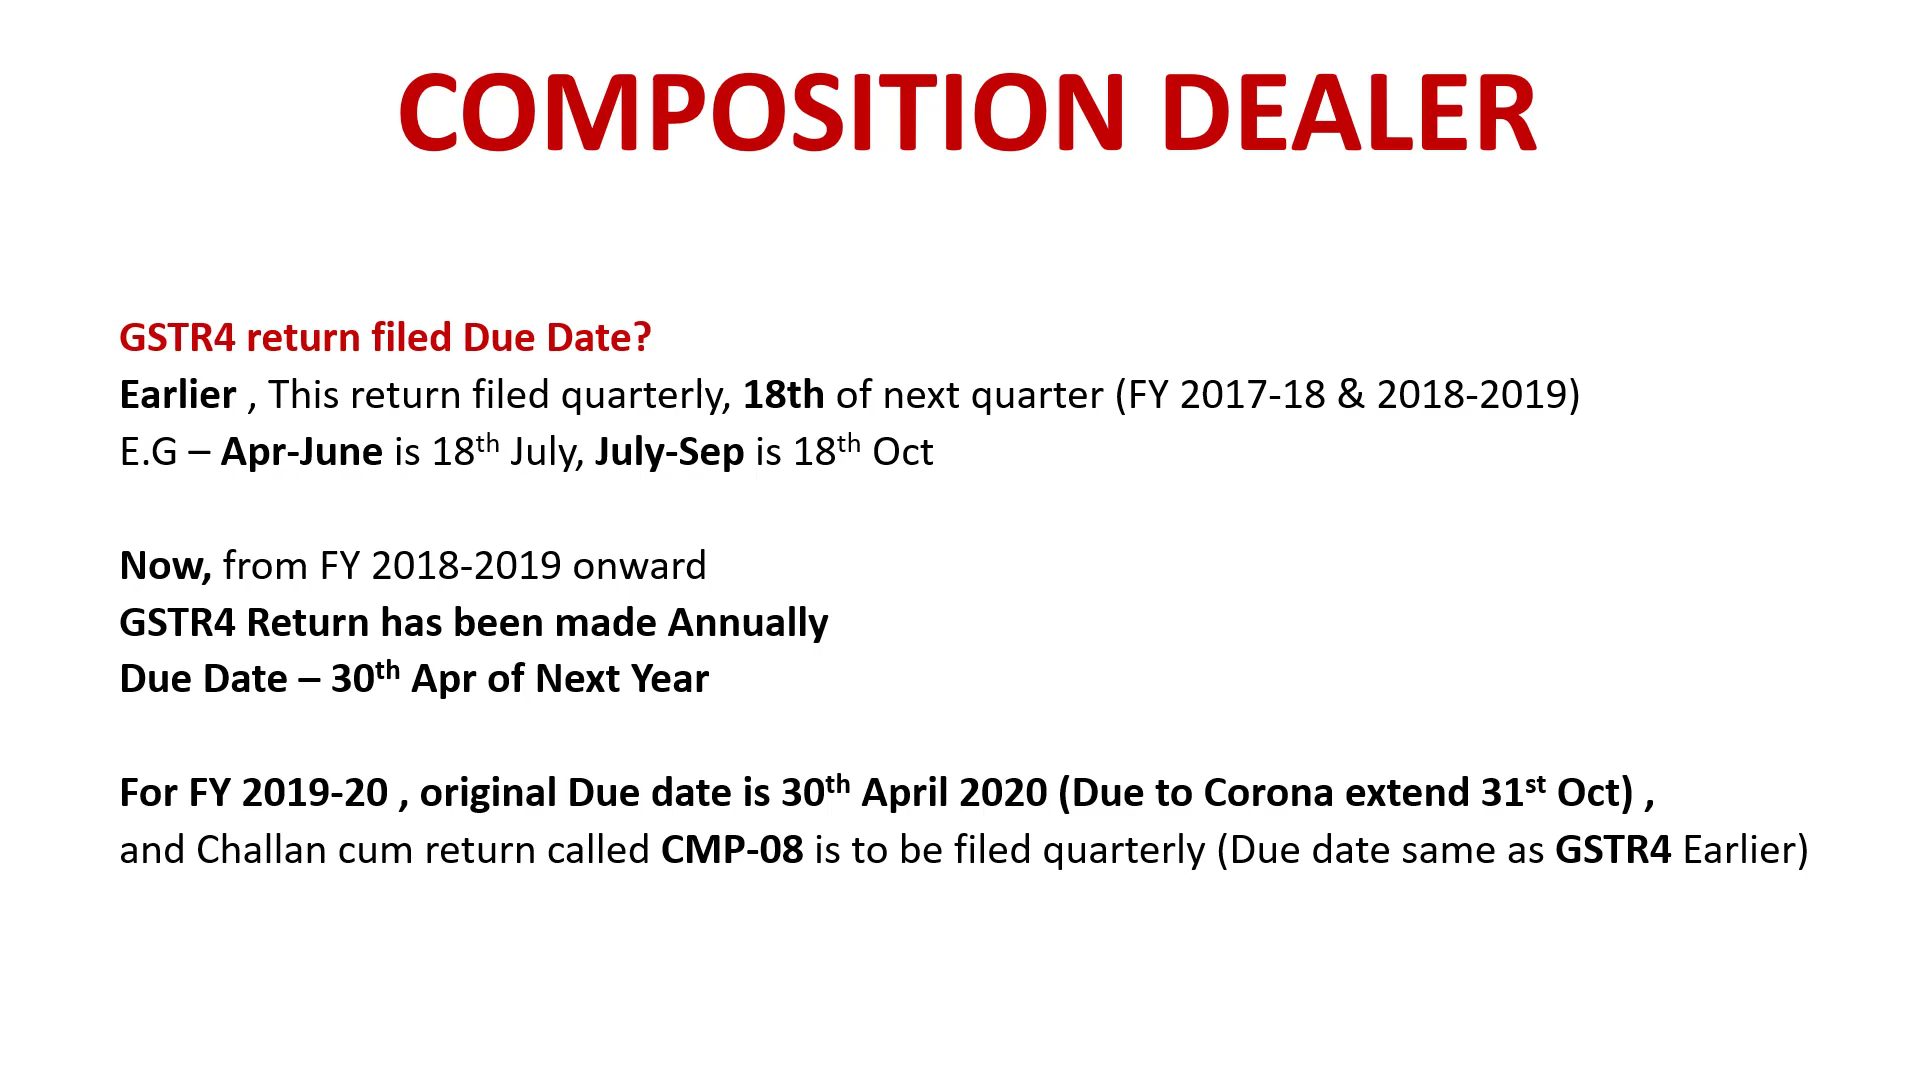 COMPOSITION DEALER
GSTR4 return filed Due Date?
Earlier , This return filed quarterly, 18th of next quarter (FY 2017-18 & 2018-2019)
E.G – Apr-June is 18th July, July-Sep is 18th Oct
Now, from FY 2018-2019 onward
GSTR4 Return has been made Annually
Due Date – 30th Apr of Next Year
For FY 2019-20 , original Due date is 30th April 2020 (Due to Corona extend 31st Oct) ,
and Challan cum return called CMP-08 is to be filed quarterly (Due date same as GSTR4 Earlier)